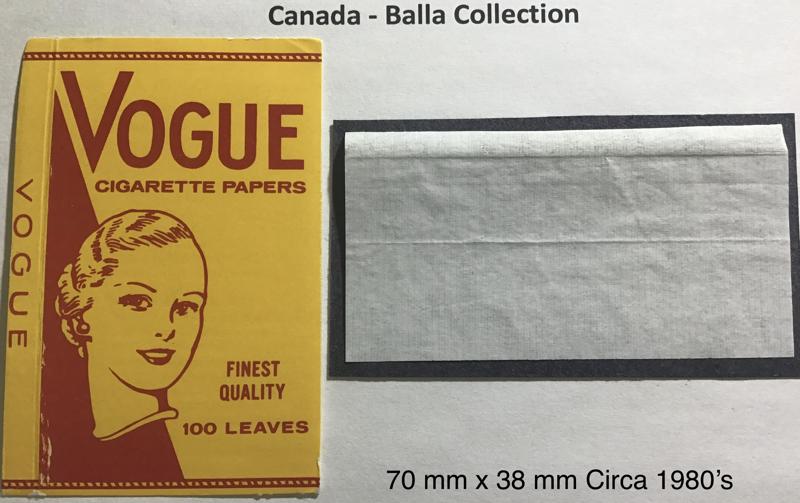 Canada - Balla Collection
VOGUE
VOGUE
CIGARETTE PAPERS
FINEST
QUALITY
100 LEAVES
70 mm x 38 mm Circa 1980's